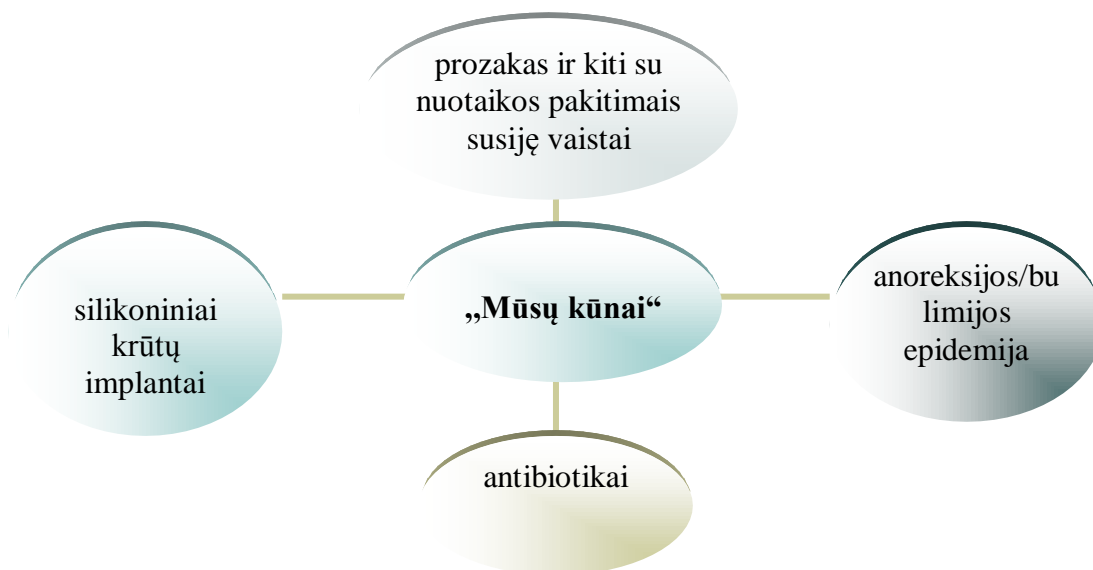 prozakas ir kiti su
nuotaikos pakitimais
susiję vaistai
silikoniniai
krūtų
implantai
„Mūsų kūnai“
anoreksijos/bu
limijos
epidemija
antibiotikai